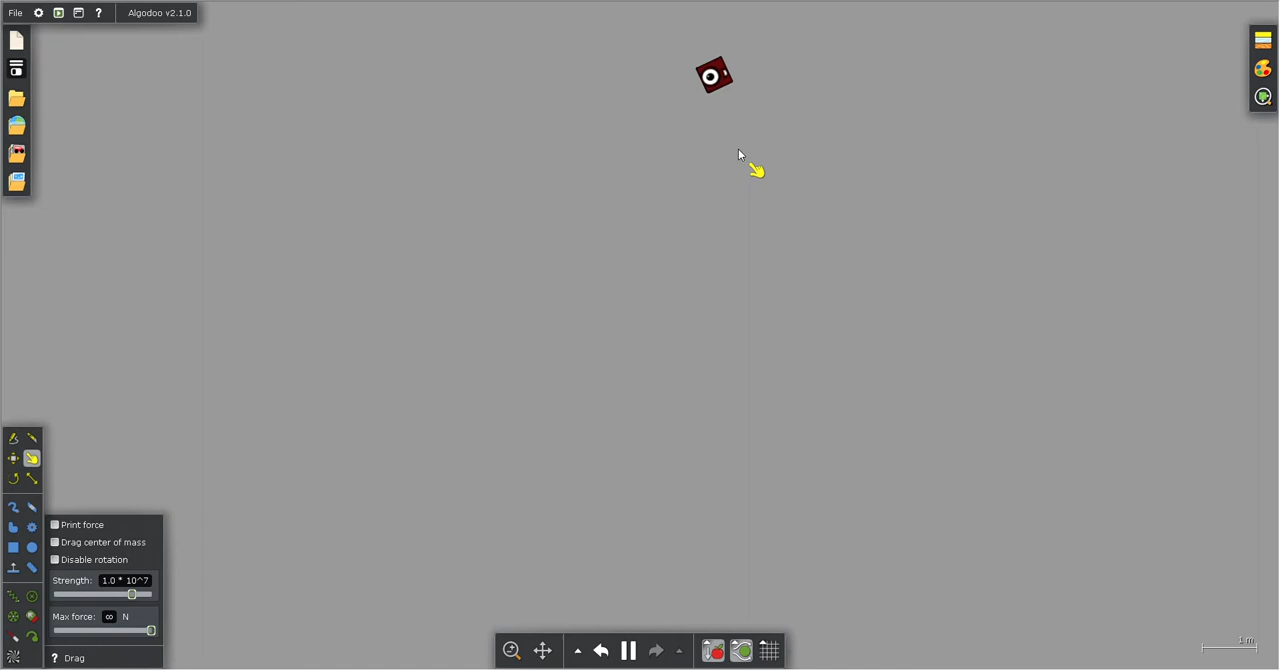 File ? Algodoo v2.1.0
Print force
Drag center of mass
Disable rotation
Strength: 1.0 * 10^7
Max force: ∞ N
? Drag
1 m